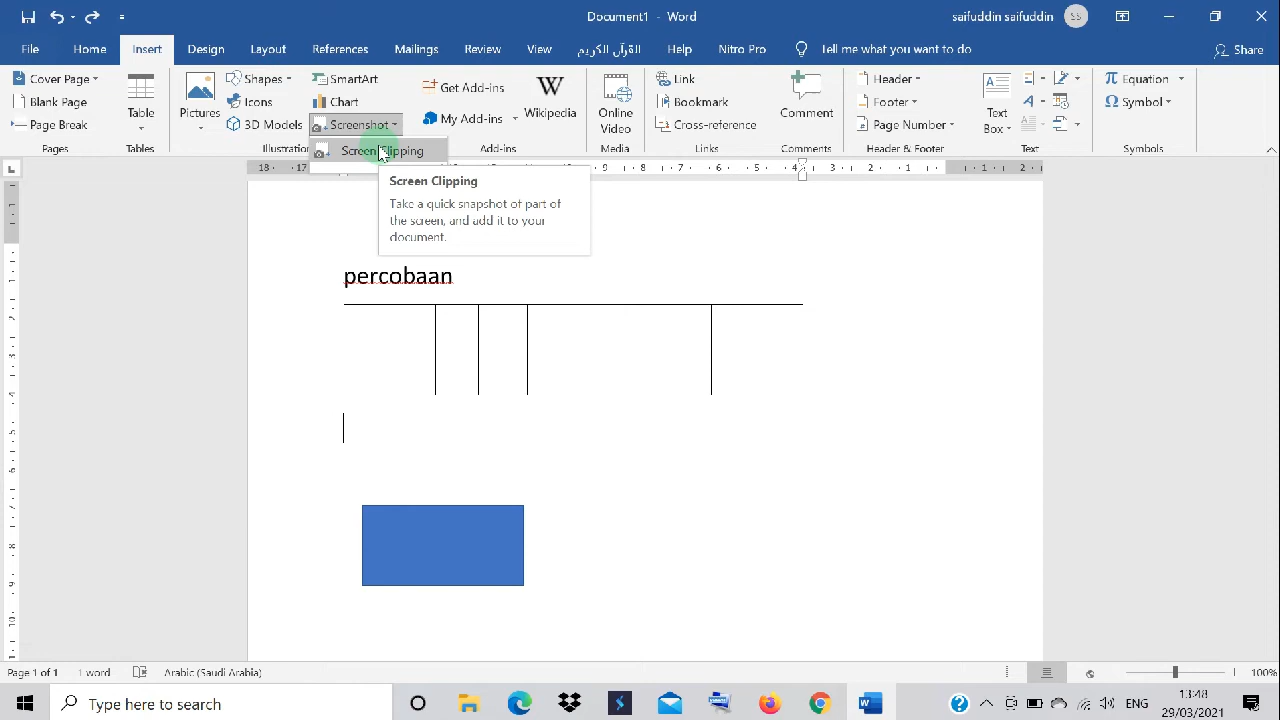 Document1 - Word
saifuddin saifuddin
SS
File Home Insert Design Layout References Mailings Review View القرآن الكريم Help Nitro Pro Tell me what you want to do Share
Cover Page
Blank Page
Page Break
Pages
Table
Tables
Pictures
Shapes
Icons
3D Models
SmartArt
Chart
Screenshot
Get Add-ins
My Add-ins
Wikipedia
Add-ins
Online Video
Media
Link
Bookmark
Cross-reference
Links
Comment
Comments
Header
Footer
Page Number
Header & Footer
Text Box
Text
Equation
Symbol
Symbols
Screen Clipping
Screen Clipping
Take a quick snapshot of part
of the screen, and add it to your
document.
percobaan
Page 1 of 1 1 word Arabic (Saudi Arabia) 100%
Type here to search
ENG
13:48
29/03/2021